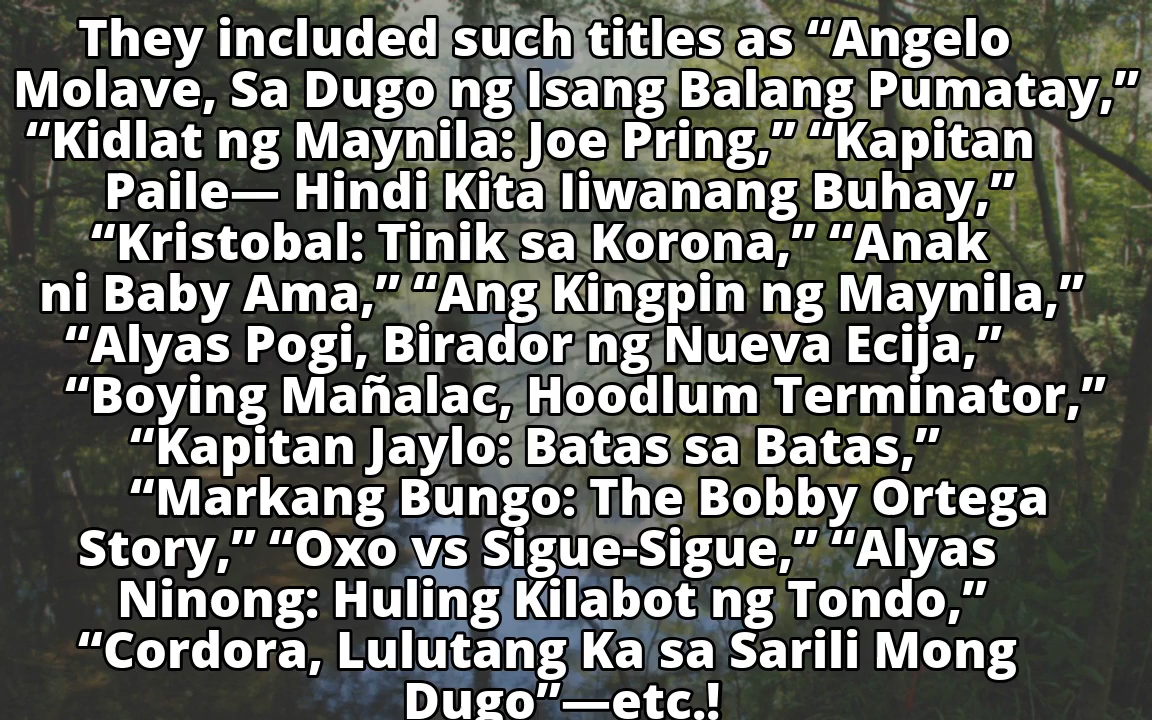 They included such titles as “Angelo
Molave, Sa Dugo ng Isang Balang Pumatay,”
“Kidlat ng Maynila: Joe Pring,” “Kapitan
Paile— Hindi Kita Iiwanang Buhay,”
“Kristobal: Tinik sa Korona,” “Anak
ni Baby Ama,” “Ang Kingpin ng Maynila,”
“Alyas Pogi, Birador ng Nueva Ecija,”
“Boying Mañalac, Hoodlum Terminator,”
“Kapitan Jaylo: Batas sa Batas,”
“Markang Bungo: The Bobby Ortega
Story,” “Oxo vs Sigue-Sigue,” “Alyas
Ninong: Huling Kilabot ng Tondo,”
“Cordora, Lulutang Ka sa Sarili Mong
Dugo”—etc.!